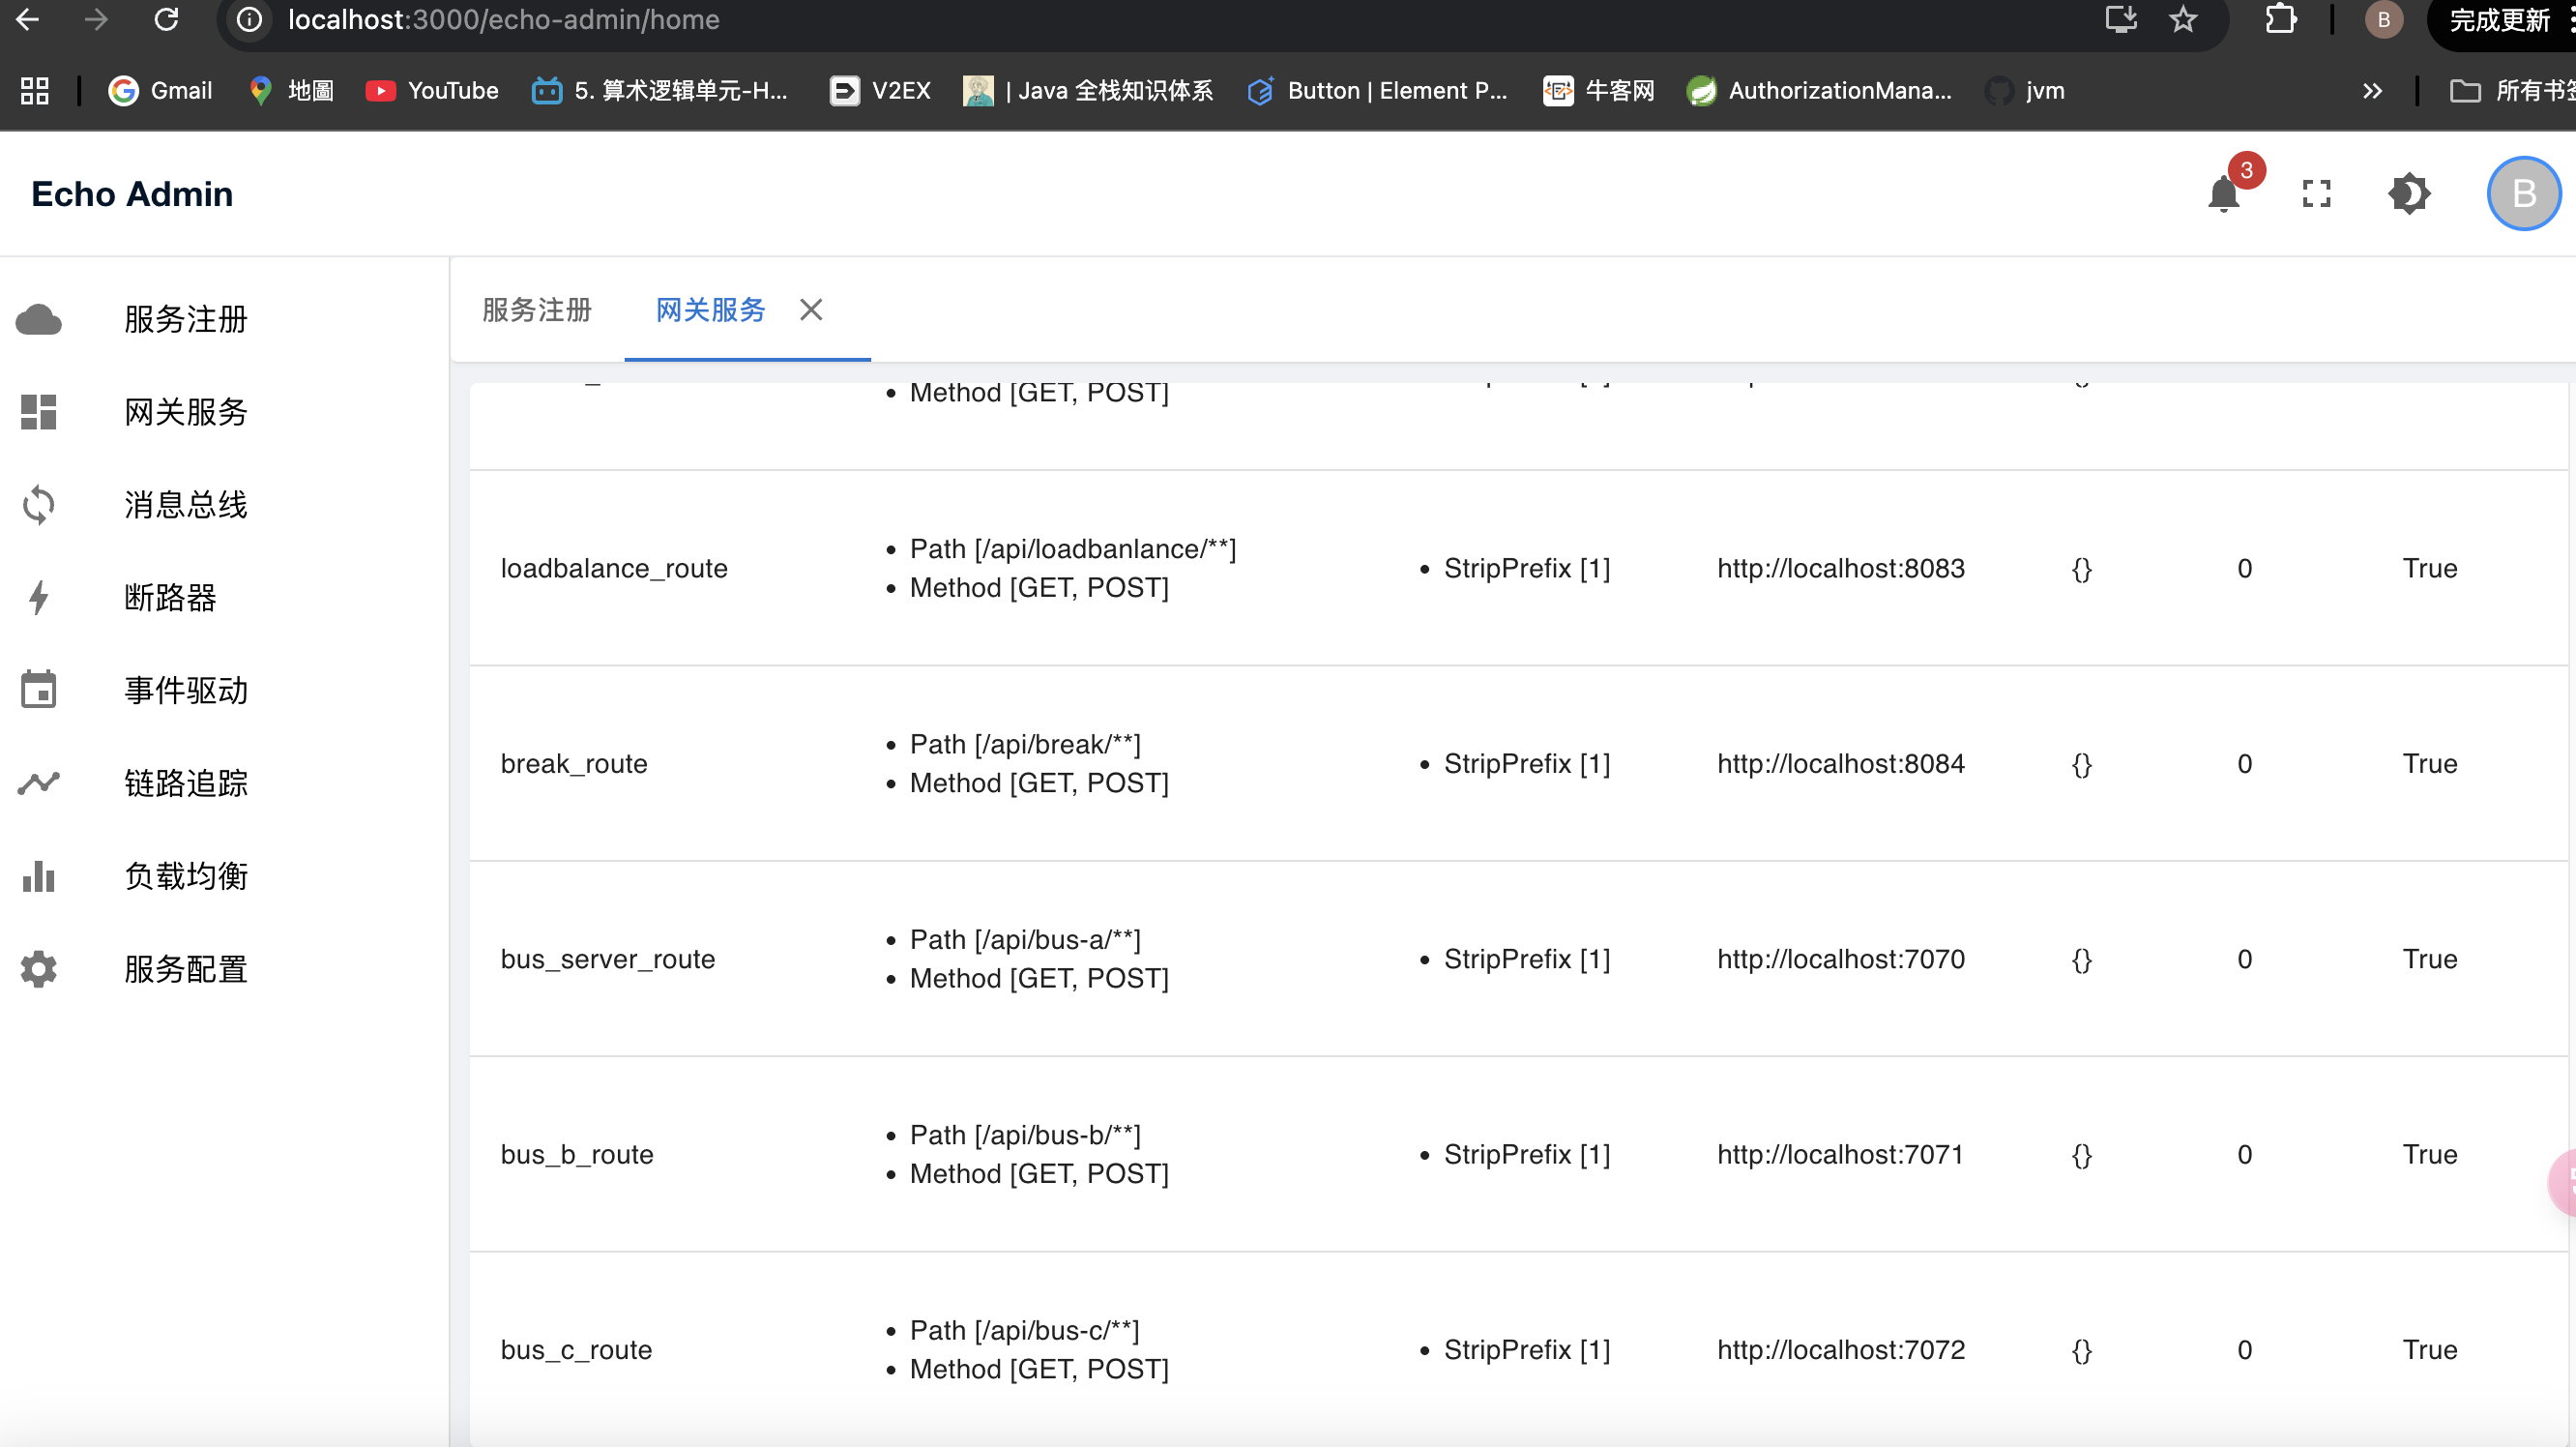 localhost:3000/echo-admin/home
B
完成更新
Gmail
地圖
YouTube
5. 算术逻辑单元-H...
V2EX
| Java 全栈知识体系
Button | Element P...
牛客网
AuthorizationMana...
jvm
所有书签
Echo Admin
3
B
服务注册
网关服务
消息总线
断路器
事件驱动
链路追踪
负载均衡
服务配置
服务注册
网关服务
Method [GET, POST]
loadbalance_route
Path [/api/loadbanlance/**]
Method [GET, POST]
StripPrefix [1]
http://localhost:8083
{}
0
True
break_route
Path [/api/break/**]
Method [GET, POST]
StripPrefix [1]
http://localhost:8084
{}
0
True
bus_server_route
Path [/api/bus-a/**]
Method [GET, POST]
StripPrefix [1]
http://localhost:7070
{}
0
True
bus_b_route
Path [/api/bus-b/**]
Method [GET, POST]
StripPrefix [1]
http://localhost:7071
{}
0
True
bus_c_route
Path [/api/bus-c/**]
Method [GET, POST]
StripPrefix [1]
http://localhost:7072
{}
0
True